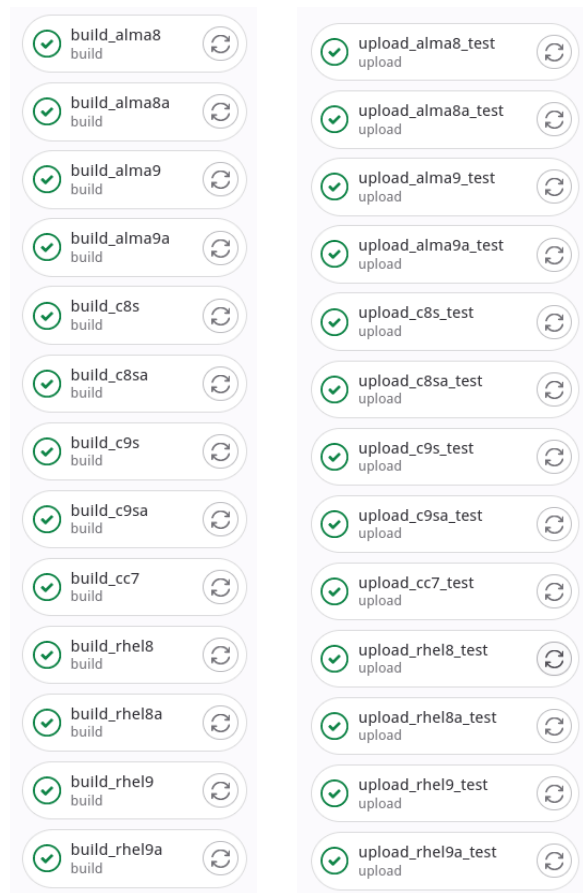 build_alma8
build
build_alma8a
build
build_alma9
build
build_alma9a
build
build_c8s
build
build_c8sa
build
build_c9s
build
build_c9sa
build
build_cc7
build
build_rhel8
build
build_rhel8a
build
build_rhel9
build
build_rhel9a
build
upload_alma8_test
upload
upload_alma8a_test
upload
upload_alma9_test
upload
upload_alma9a_test
upload
upload_c8s_test
upload
upload_c8sa_test
upload
upload_c9s_test
upload
upload_c9sa_test
upload
upload_cc7_test
upload
upload_rhel8_test
upload
upload_rhel8a_test
upload
upload_rhel9_test
upload
upload_rhel9a_test
upload